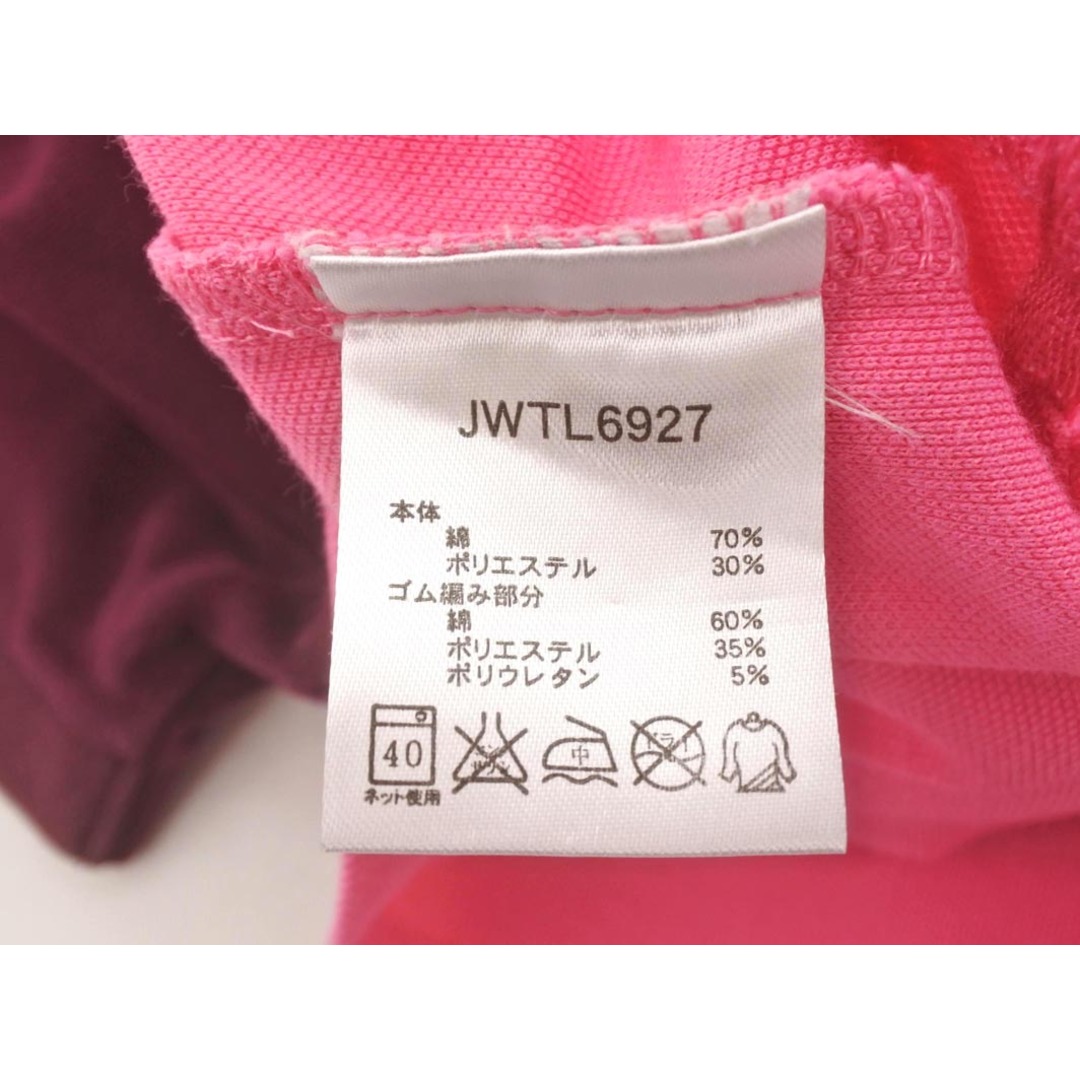 JWTL6927
本体
綿 70%
ポリエステル 30%
ゴム編み部分
綿 60%
ポリエステル 35%
ポリウレタン 5%
40 中
ネット使用